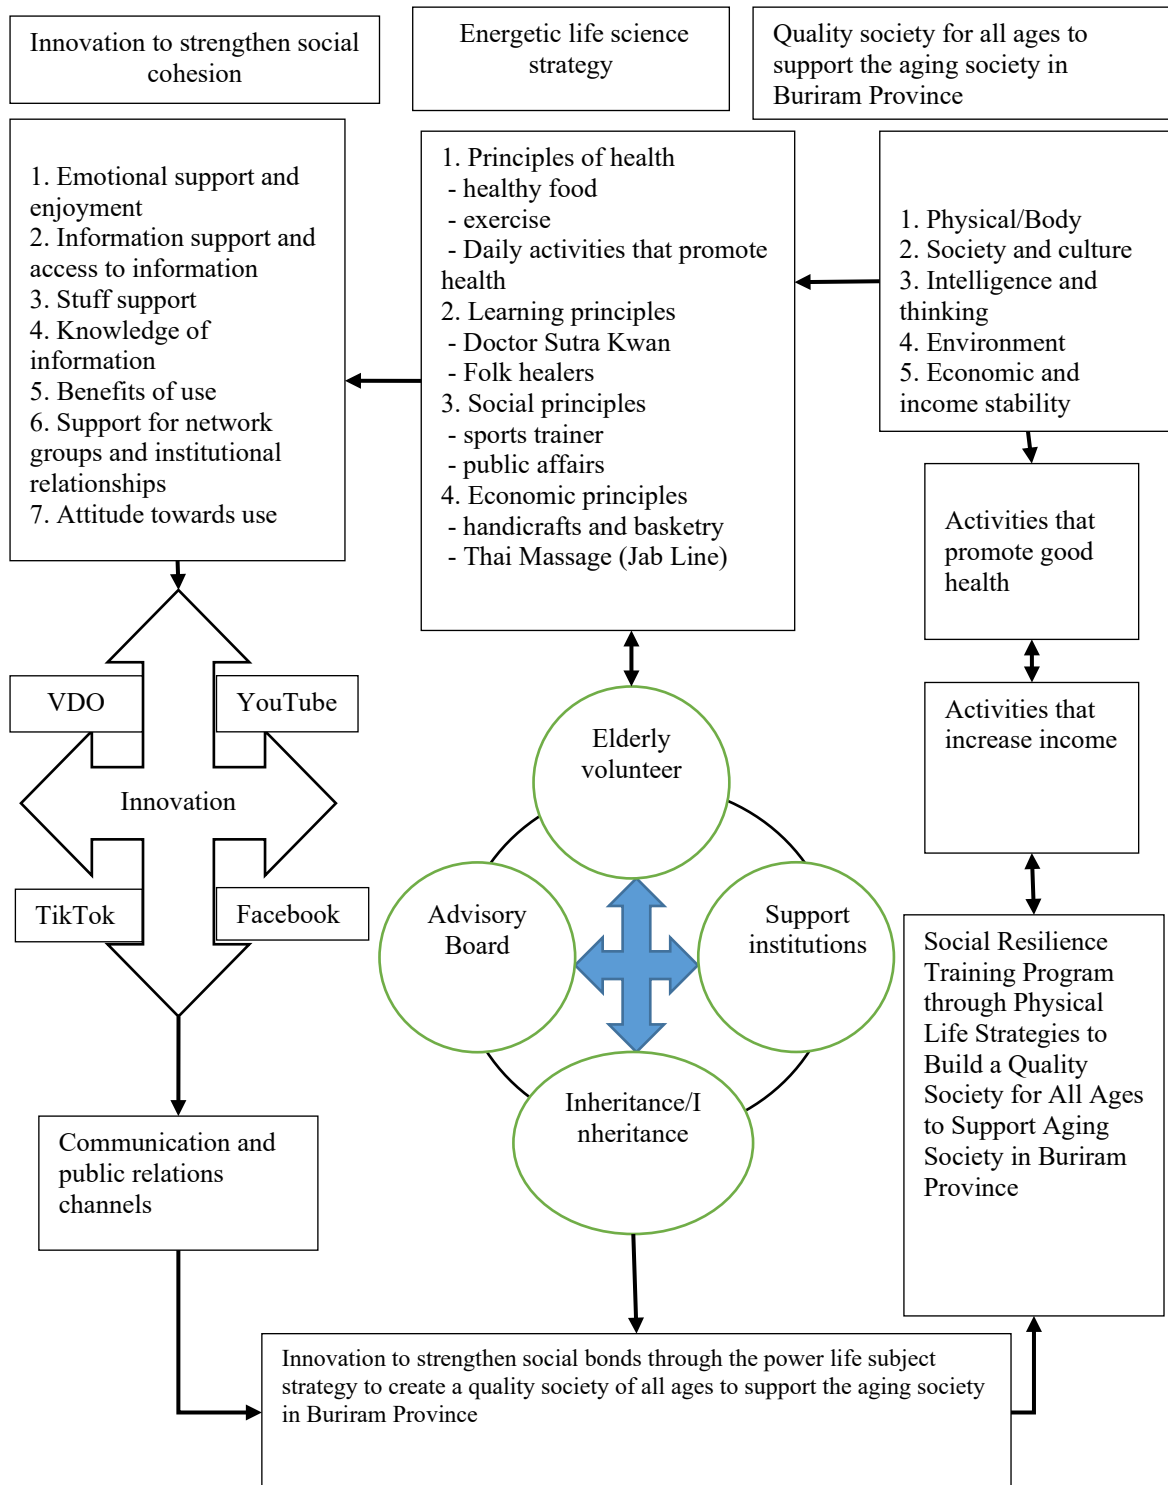 Innovation to strengthen social
cohesion
Energetic life science
strategy
Quality society for all ages to
support the aging society in
Buriram Province
1. Emotional support and
enjoyment
2. Information support and
access to information
3. Stuff support
4. Knowledge of
information
5. Benefits of use
6. Support for network
groups and institutional
relationships
7. Attitude towards use
1. Principles of health
- healthy food
- exercise
- Daily activities that promote
health
2. Learning principles
- Doctor Sutra Kwan
- Folk healers
3. Social principles
- sports trainer
- public affairs
4. Economic principles
- handicrafts and basketry
- Thai Massage (Jab Line)
1. Physical/Body
2. Society and culture
3. Intelligence and
thinking
4. Environment
5. Economic and
income stability
Activities that
promote good
health
Activities that
increase income
VDO
YouTube
Innovation
TikTok
Facebook
Elderly
volunteer
Advisory
Board
Support
institutions
Inheritance/I
nheritance
Social Resilience
Training Program
through Physical
Life Strategies to
Build a Quality
Society for All Ages
to Support Aging
Society in Buriram
Province
Communication and
public relations
channels
Innovation to strengthen social bonds through the power life subject
strategy to create a quality society of all ages to support the aging society
in Buriram Province